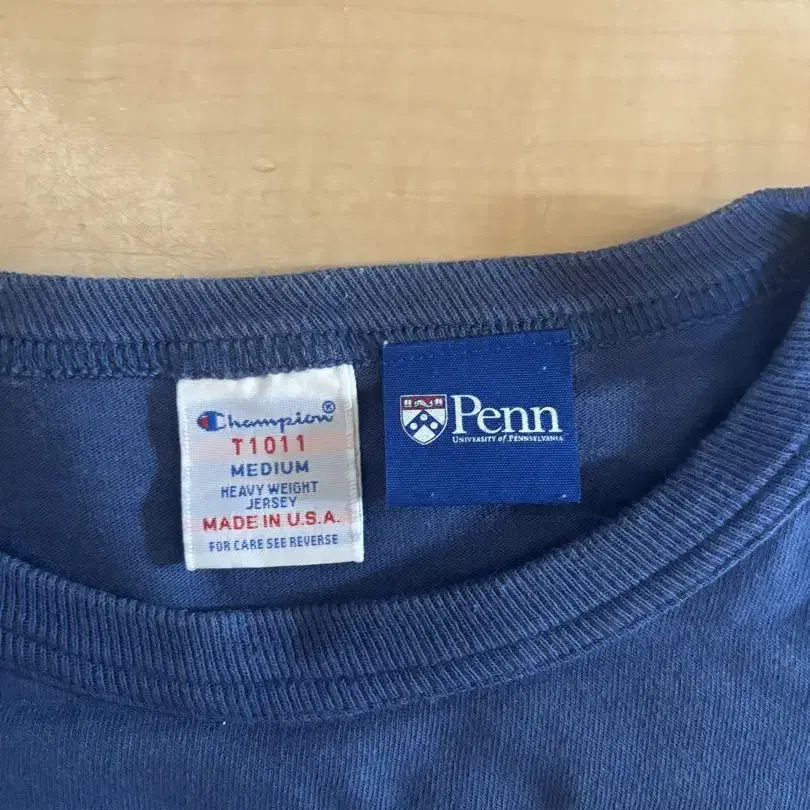 Champion
T1011
MEDIUM
HEAVY WEIGHT
JERSEY
MADE IN U.S.A.
FOR CARE SEE REVERSE
Penn
UNIVERSITY of PENNSYLVANIA